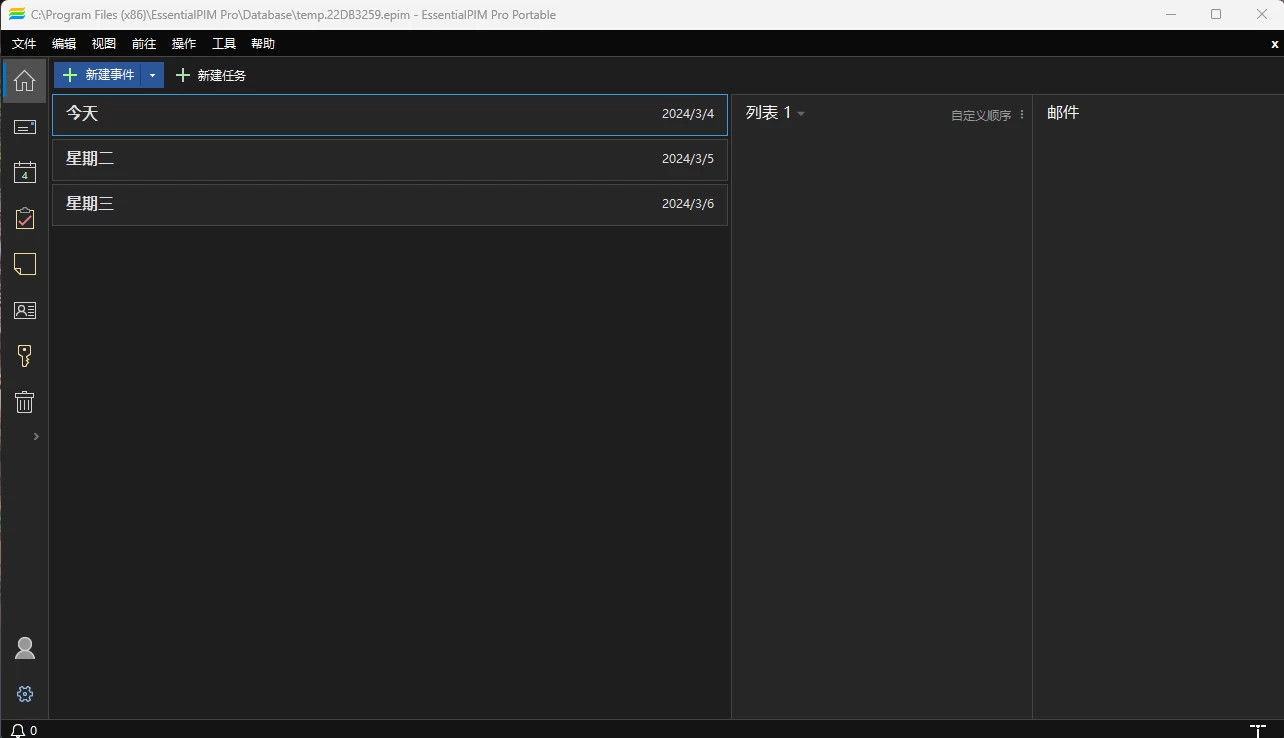 C:\Program Files (x86)\EssentialPIM Pro\Database\temp.22DB3259.epim - EssentialPIM Pro Portable
文件 编辑 视图 前往 操作 工具 帮助 x
新建事件 新建任务
今天 2024/3/4
列表 1 自定义顺序
邮件
星期二 2024/3/5
4
星期三 2024/3/6
0